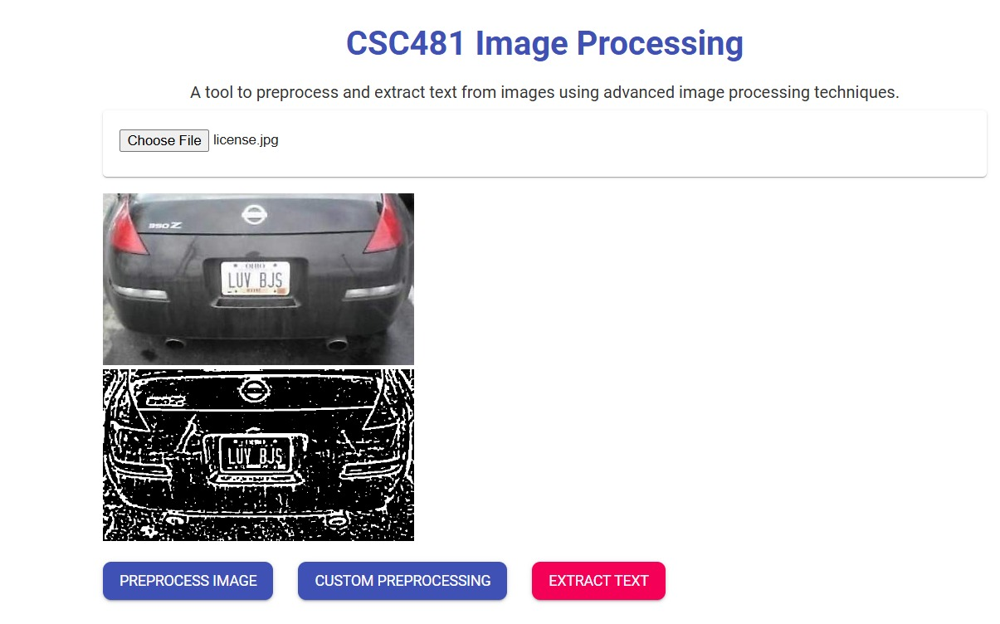 CSC481 Image Processing
A tool to preprocess and extract text from images using advanced image processing techniques.
Choose File license.jpg
350Z
OHIO
LUV BJS
LUV BJS
PREPROCESS IMAGE CUSTOM PREPROCESSING EXTRACT TEXT